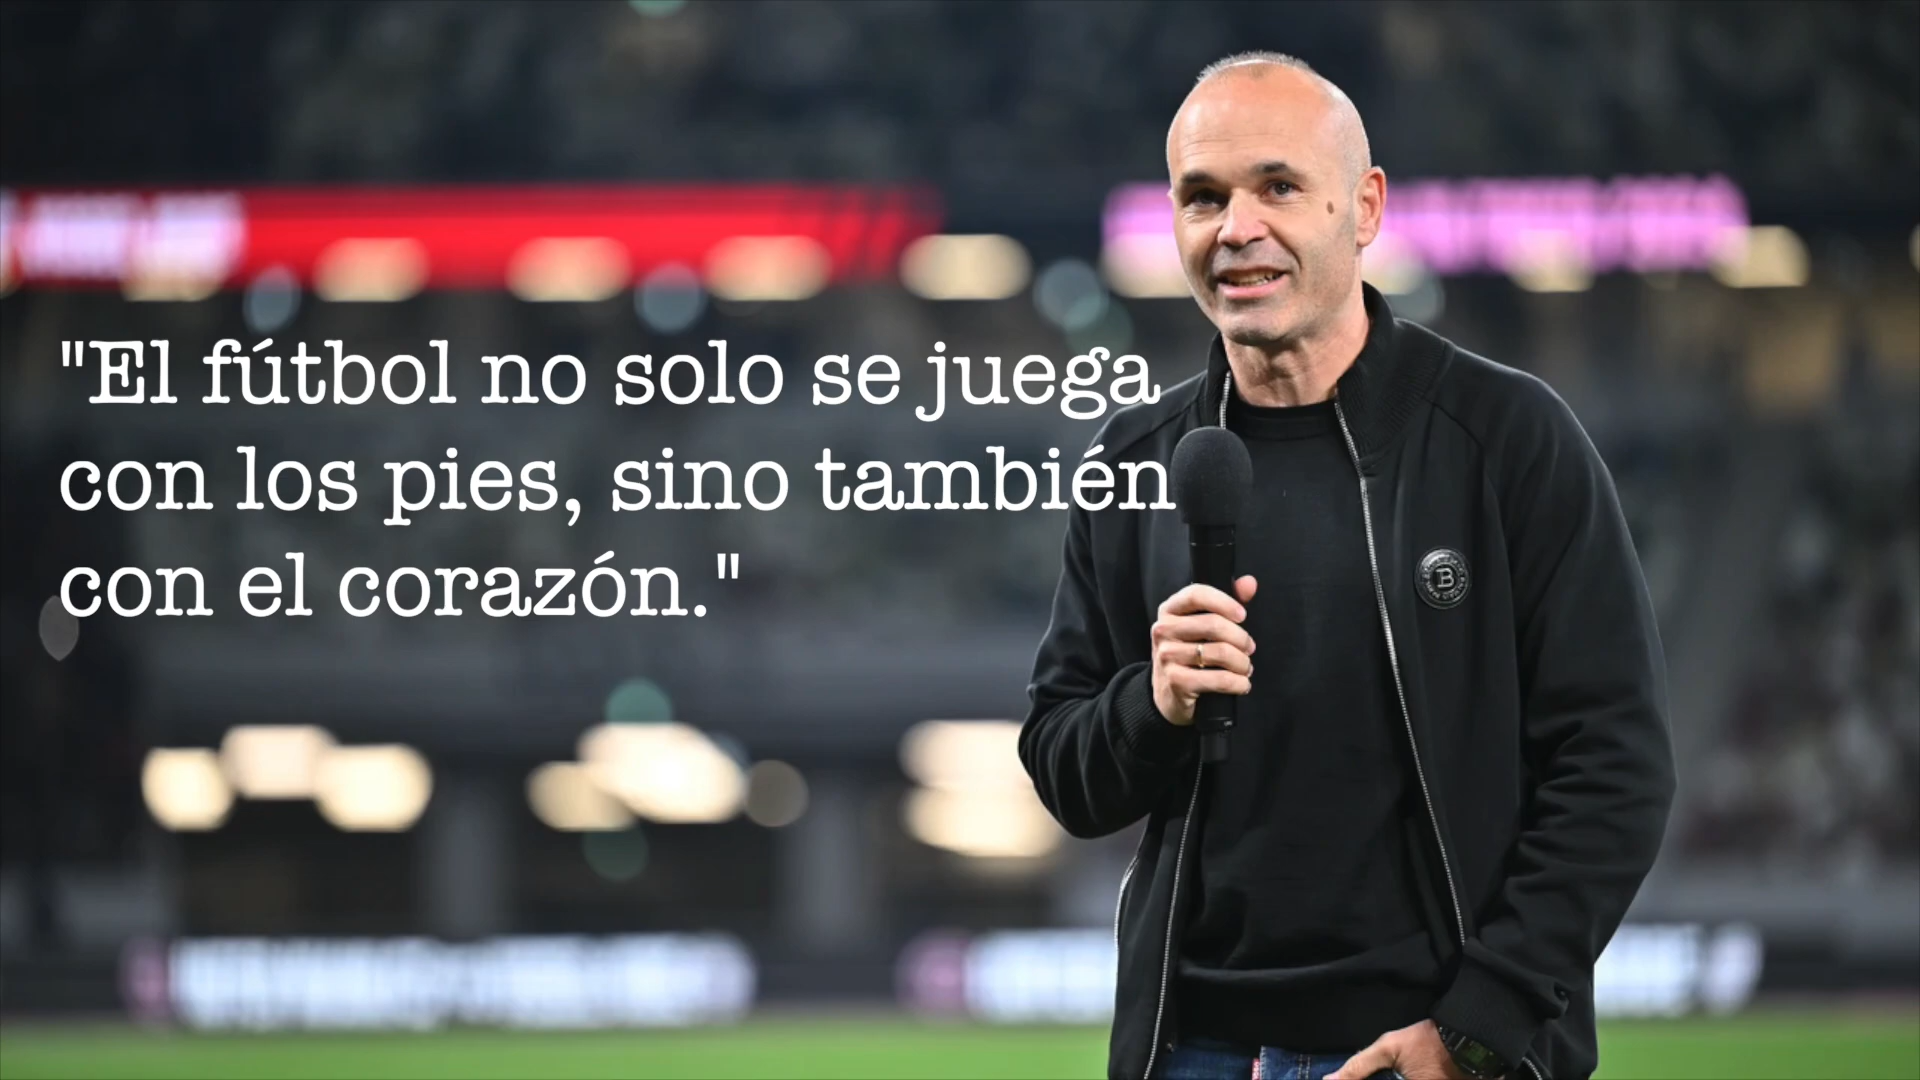 "El fútbol no solo se juega
con los pies, sino también
con el corazón."
B